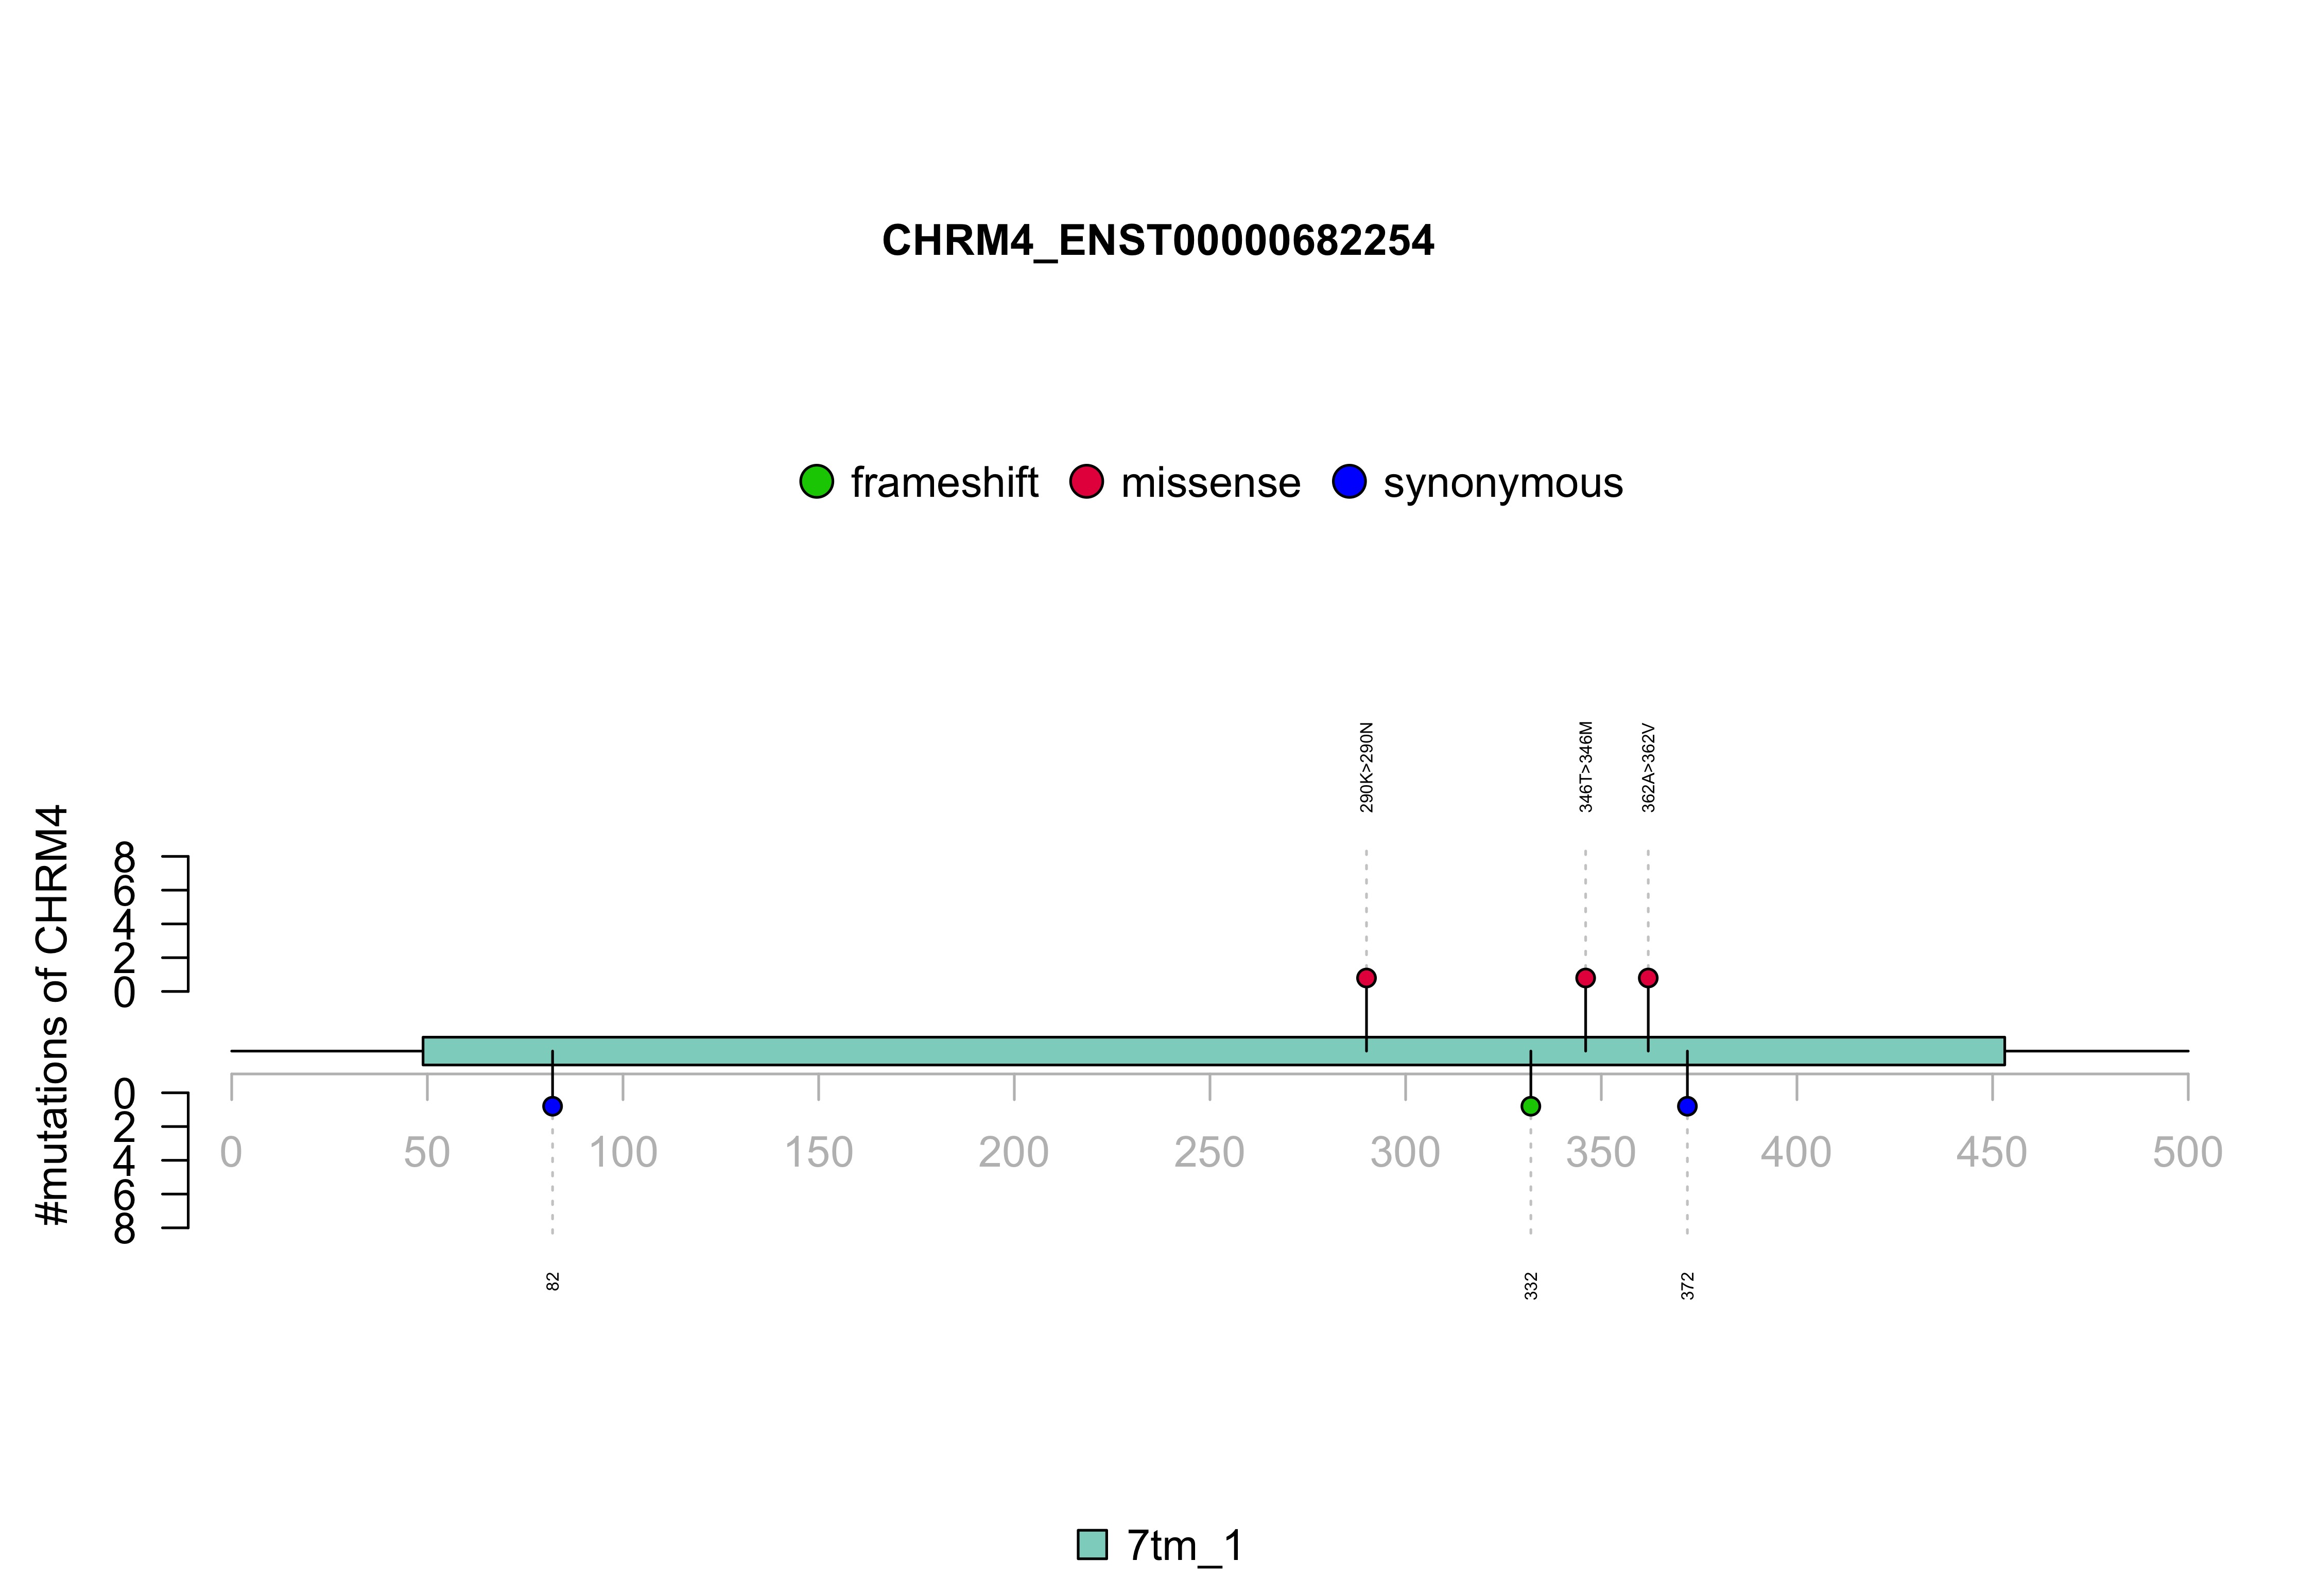 CHRM4_ENST00000682254
frameshift missense synonymous
290K>290N 346T>346M 362A>362V
#mutations of CHRM4
8
6
4
2
0
0
2
4
6
8
0 50 100 150 200 250 300 350 400 450 500
82 332 372
7tm_1